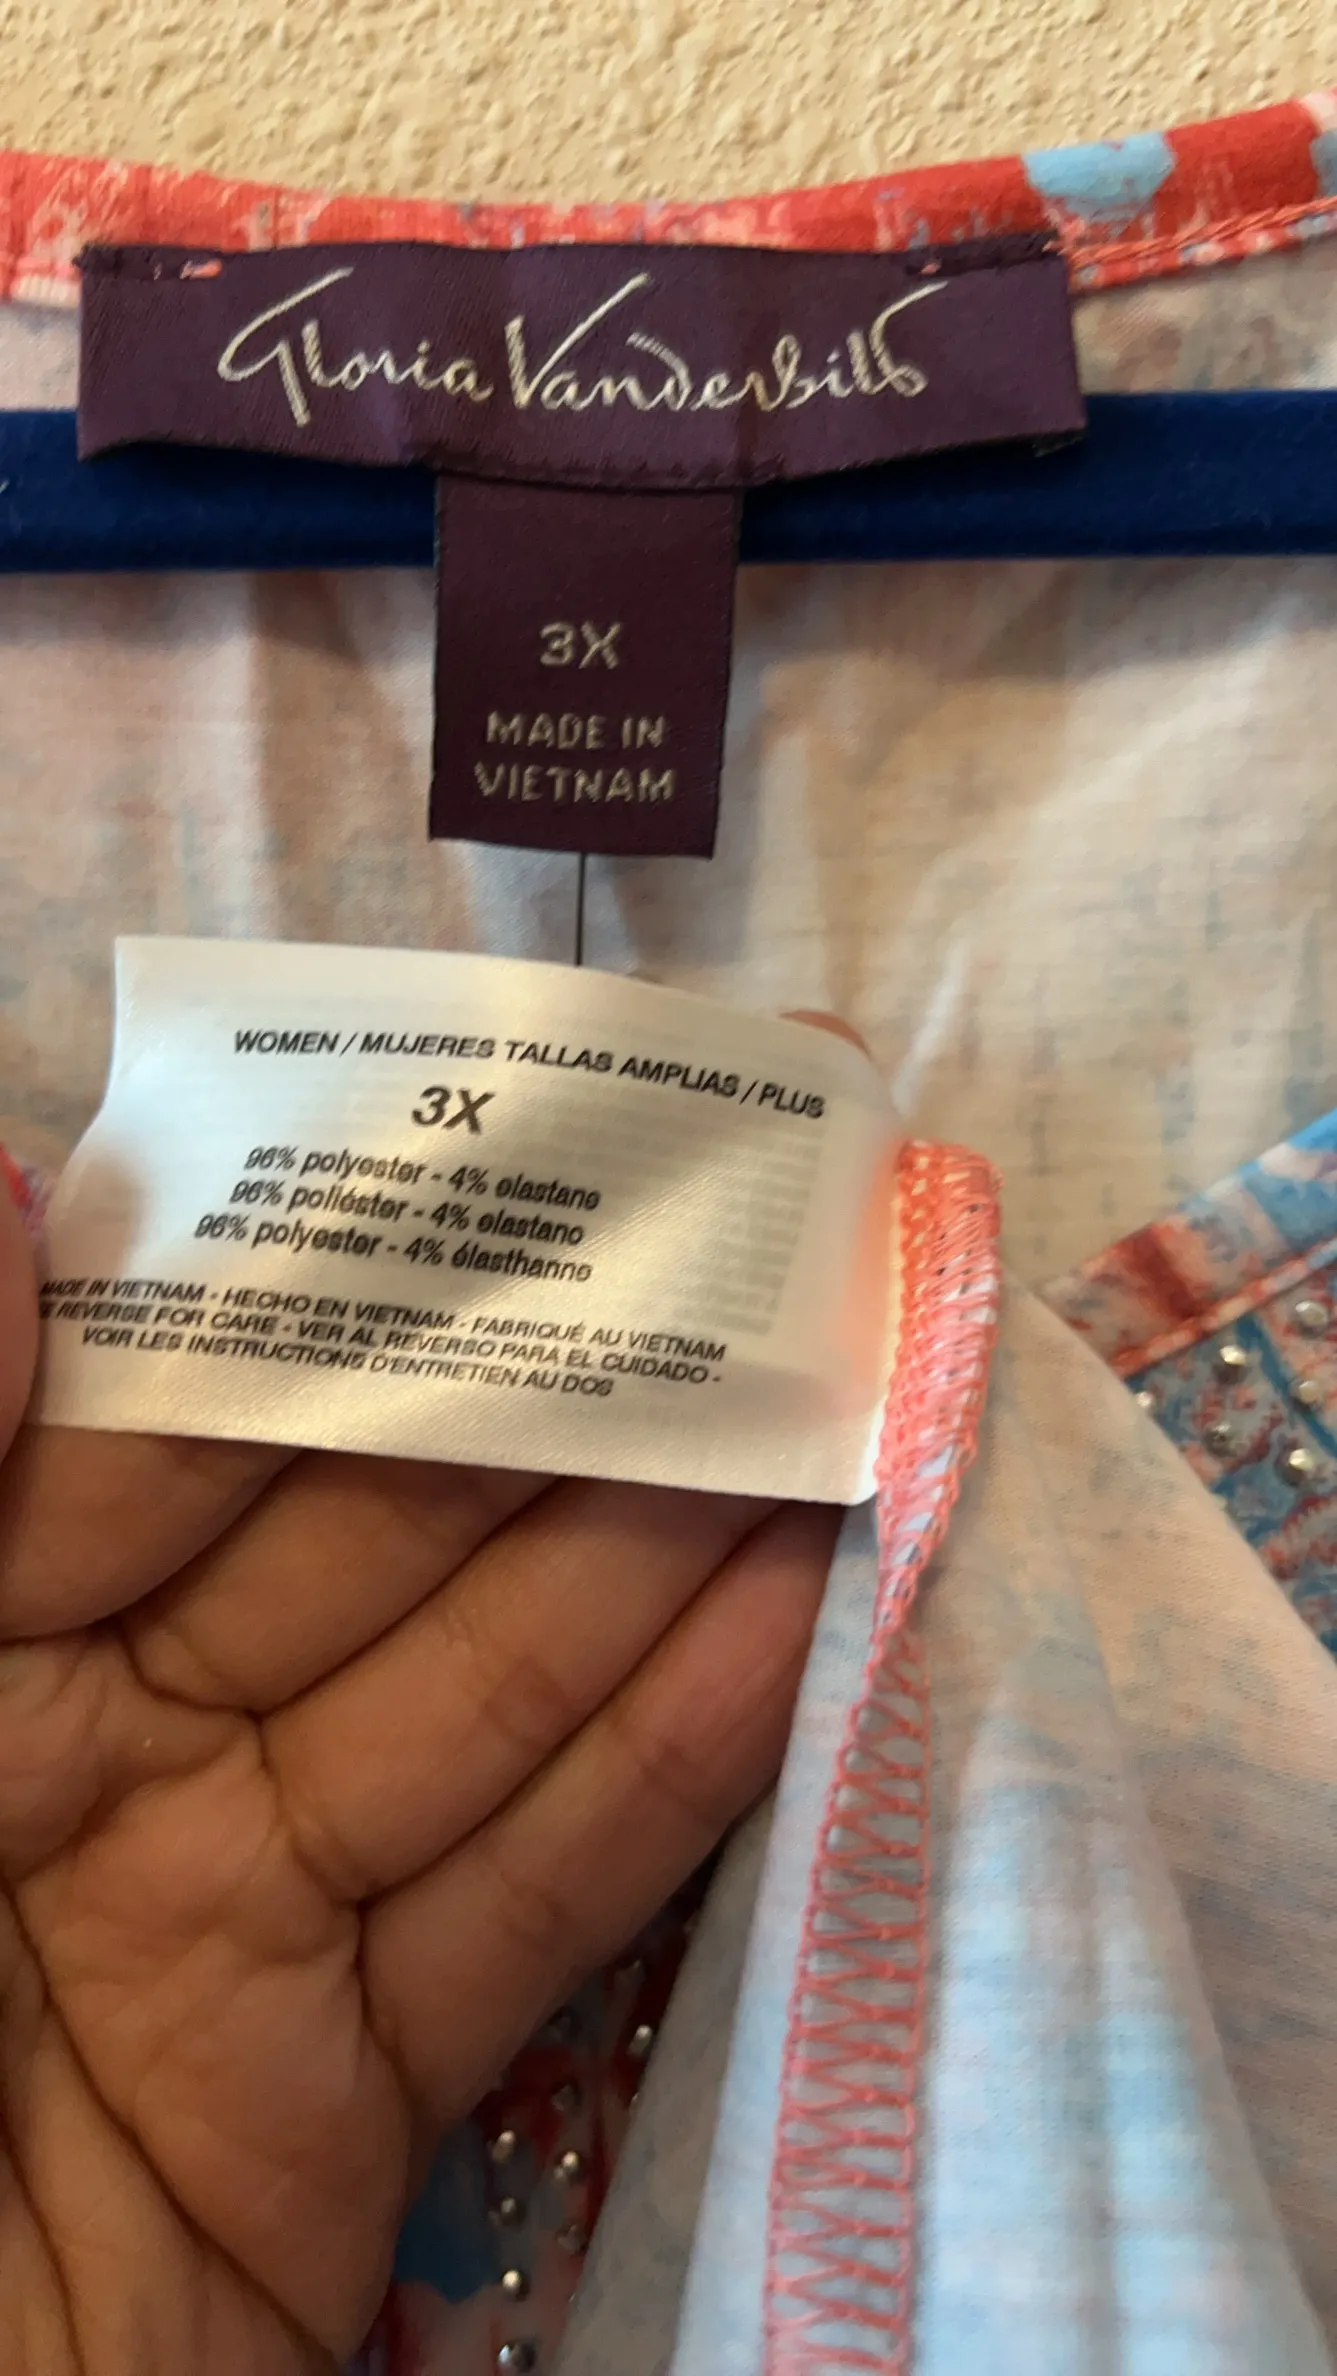 Gloria Vanderbilt
3X
MADE IN
VIETNAM
WOMEN / MUJERES TALLAS AMPLIAS / PLUS
3X
96% polyester - 4% elastane
96% poliéster - 4% elastano
96% polyester - 4% élasthanne
MADE IN VIETNAM - HECHO EN VIETNAM - FABRIQUÉ AU VIETNAM
REVERSE FOR CARE - VER AL REVERSO PARA EL CUIDADO -
VOIR LES INSTRUCTIONS D'ENTRETIEN AU DOS